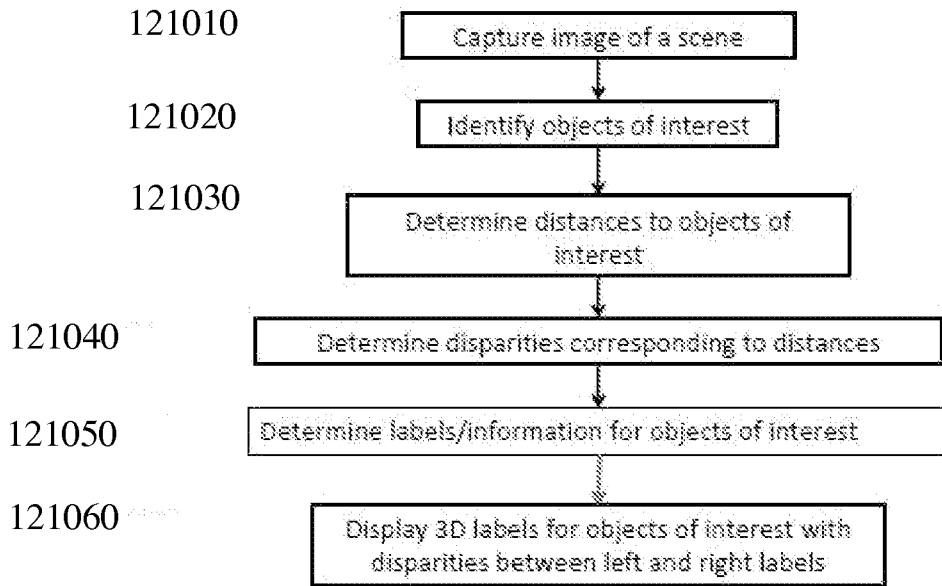 121010
Capture image of a scene
121020
Identify objects of interest
121030
Determine distances to objects of
interest
121040
Determine disparities corresponding to distances
121050
Determine labels/information for objects of interest
121060
Display 3D labels for objects of interest with
disparities between left and right labels